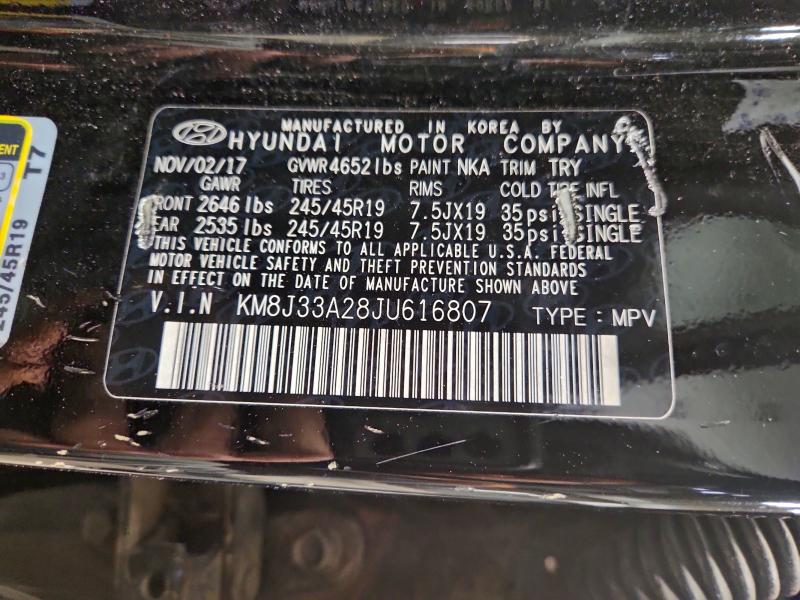 MANUFACTURED IN KOREA BY
HYUNDAI MOTOR COMPANY
NOV/02/17 GVWR 4652 lbs PAINT NKA TRIM TRY
GAWR TIRES RIMS COLD TIRE INFL
FRONT 2646 lbs 245/45R19 7.5JX19 35 psi SINGLE
REAR 2535 lbs 245/45R19 7.5JX19 35 psi SINGLE
THIS VEHICLE CONFORMS TO ALL APPLICABLE U.S.A. FEDERAL
MOTOR VEHICLE SAFETY AND THEFT PREVENTION STANDARDS
IN EFFECT ON THE DATE OF MANUFACTURE SHOWN ABOVE
V.I.N KM8J33A28JU616807 TYPE : MPV
245/45R19 T7